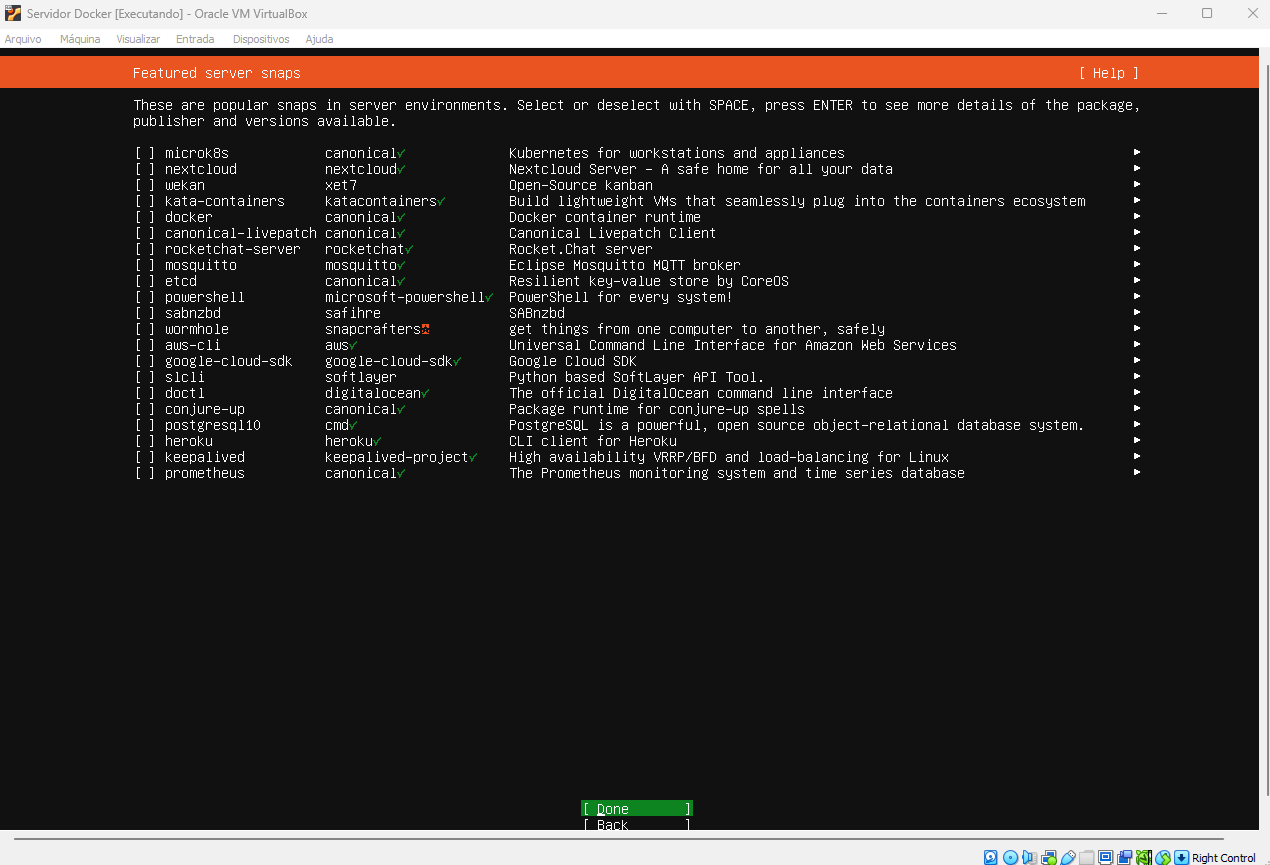 Servidor Docker [Executando] - Oracle VM VirtualBox
Arquivo Máquina Visualizar Entrada Dispositivos Ajuda
Featured server snaps [ Help ]
These are popular snaps in server environments. Select or deselect with SPACE, press ENTER to see more details of the package,
publisher and versions available.
[ ] microk8s canonical✓ Kubernetes for workstations and appliances ▸
[ ] nextcloud nextcloud✓ Nextcloud Server - A safe home for all your data ▸
[ ] wekan xet7 Open-Source kanban ▸
[ ] kata-containers katacontainers✓ Build lightweight VMs that seamlessly plug into the containers ecosystem ▸
[ ] docker canonical✓ Docker container runtime ▸
[ ] canonical-livepatch canonical✓ Canonical Livepatch Client ▸
[ ] rocketchat-server rocketchat✓ Rocket.Chat server ▸
[ ] mosquitto mosquitto✓ Eclipse Mosquitto MQTT broker ▸
[ ] etcd canonical✓ Resilient key-value store by CoreOS ▸
[ ] powershell microsoft-powershell✓ PowerShell for every system! ▸
[ ] sabnzbd safihre SABnzbd ▸
[ ] wormhole snapcrafters get things from one computer to another, safely ▸
[ ] aws-cli aws✓ Universal Command Line Interface for Amazon Web Services ▸
[ ] google-cloud-sdk google-cloud-sdk✓ Google Cloud SDK ▸
[ ] slcli softlayer Python based SoftLayer API Tool. ▸
[ ] doctl digitalocean✓ The official DigitalOcean command line interface ▸
[ ] conjure-up canonical✓ Package runtime for conjure-up spells ▸
[ ] postgresql10 cmd✓ PostgreSQL is a powerful, open source object-relational database system. ▸
[ ] heroku heroku✓ CLI client for Heroku ▸
[ ] keepalived keepalived-project✓ High availability VRRP/BFD and load-balancing for Linux ▸
[ ] prometheus canonical✓ The Prometheus monitoring system and time series database ▸
[ Done ]
[ Back ]
Right Control